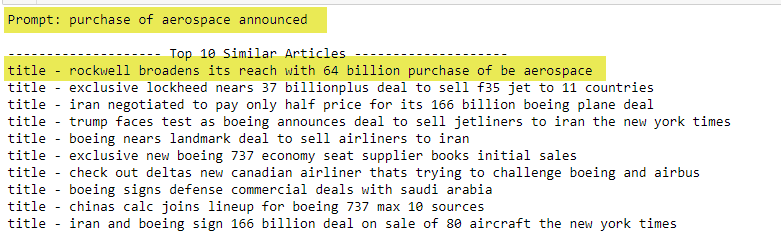 Prompt: purchase of aerospace announced
-------------------- Top 10 Similar Articles --------------------
title - rockwell broadens its reach with 64 billion purchase of be aerospace
title - exclusive lockheed nears 37 billionplus deal to sell f35 jet to 11 countries
title - iran negotiated to pay only half price for its 166 billion boeing plane deal
title - trump faces test as boeing announces deal to sell jetliners to iran the new york times
title - boeing nears landmark deal to sell airliners to iran
title - exclusive new boeing 737 economy seat supplier books initial sales
title - check out deltas new canadian airliner thats trying to challenge boeing and airbus
title - boeing signs defense commercial deals with saudi arabia
title - chinas calc joins lineup for boeing 737 max 10 sources
title - iran and boeing sign 166 billion deal on sale of 80 aircraft the new york times